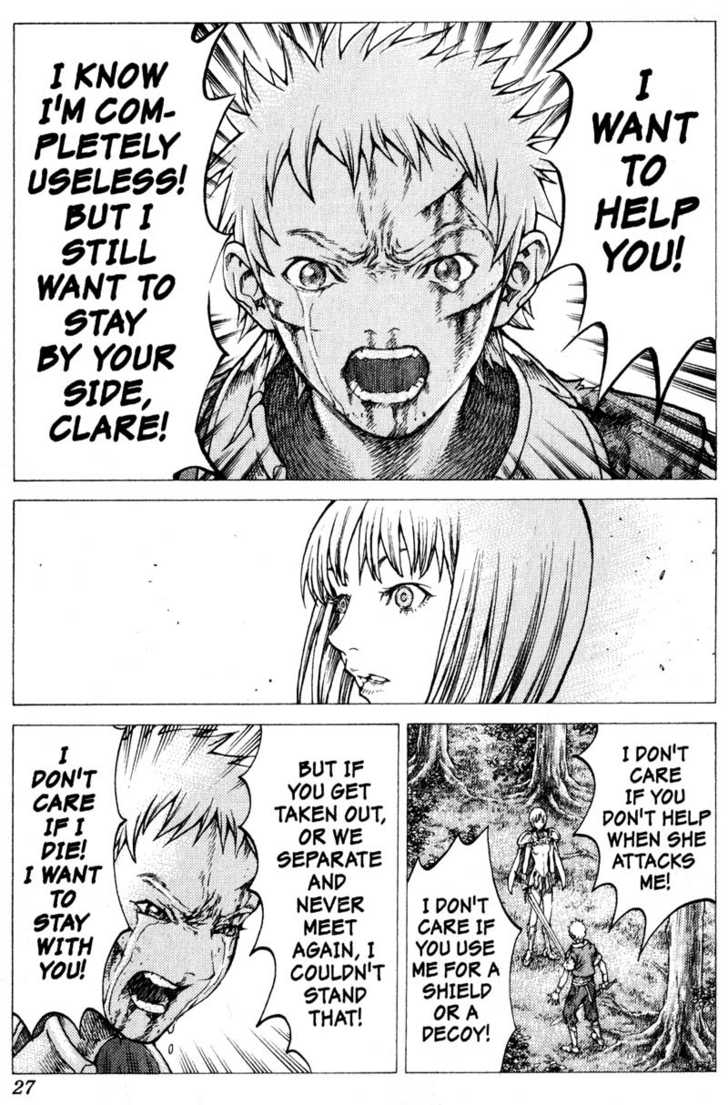 I
WANT
TO
HELP
YOU!
I KNOW
I'M COM-
PLETELY
USELESS!
BUT I
STILL
WANT TO
STAY
BY YOUR
SIDE,
CLARE!
I DON'T
CARE
IF YOU
DON'T HELP
WHEN SHE
ATTACKS
ME!
I DON'T
CARE IF
YOU USE
ME FOR A
SHIELD
OR A
DECOY!
BUT IF
YOU GET
TAKEN OUT,
OR WE
SEPARATE
AND
NEVER
MEET
AGAIN, I
COULDN'T
STAND
THAT!
I
DON'T
CARE
IF I
DIE!
I WANT
TO
STAY
WITH
YOU!
27